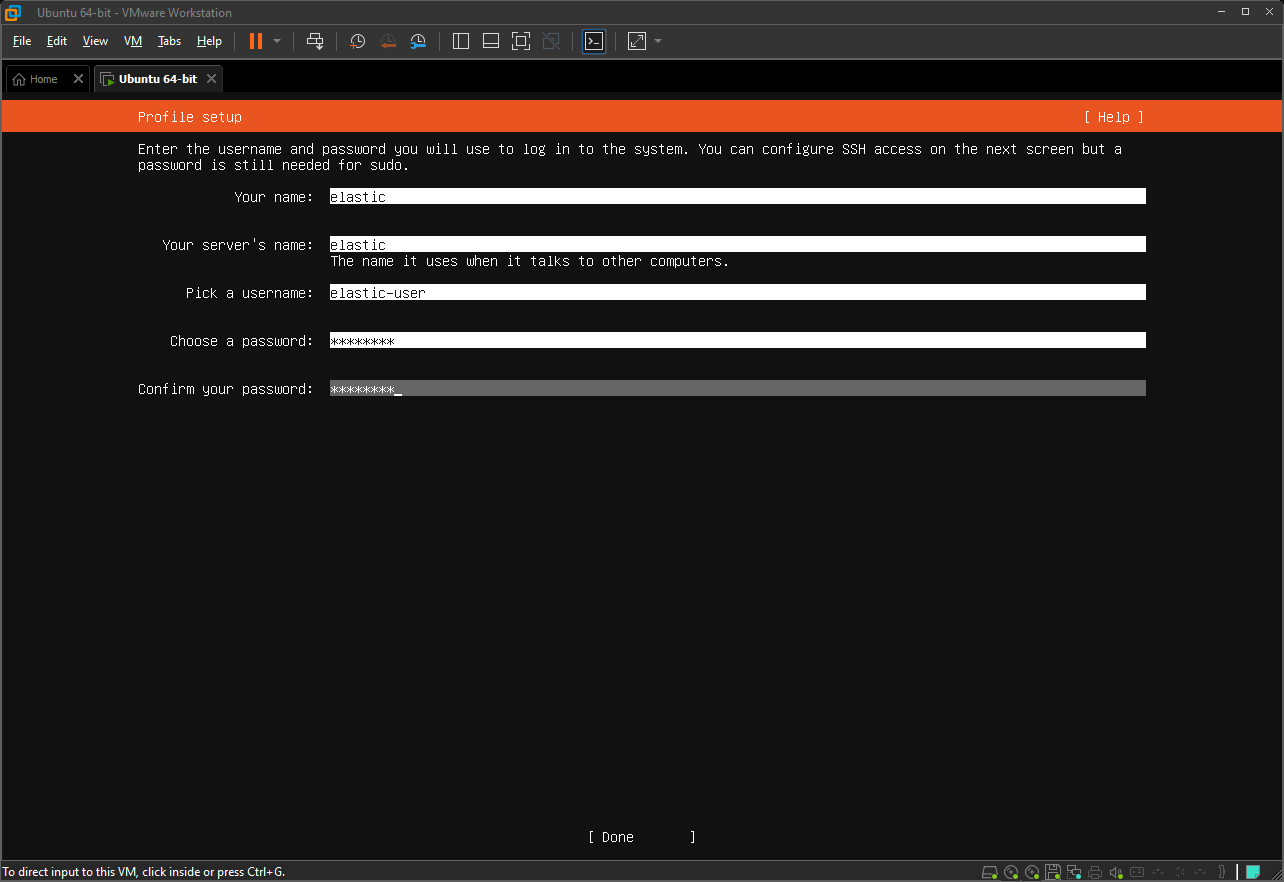 Ubuntu 64-bit - VMware Workstation
File Edit View VM Tabs Help
Home Ubuntu 64-bit
Profile setup [ Help ]
Enter the username and password you will use to log in to the system. You can configure SSH access on the next screen but a
password is still needed for sudo.
Your name: elastic
Your server's name: elastic
The name it uses when it talks to other computers.
Pick a username: elastic-user
Choose a password: ********
Confirm your password: ********_
[ Done ]
To direct input to this VM, click inside or press Ctrl+G.